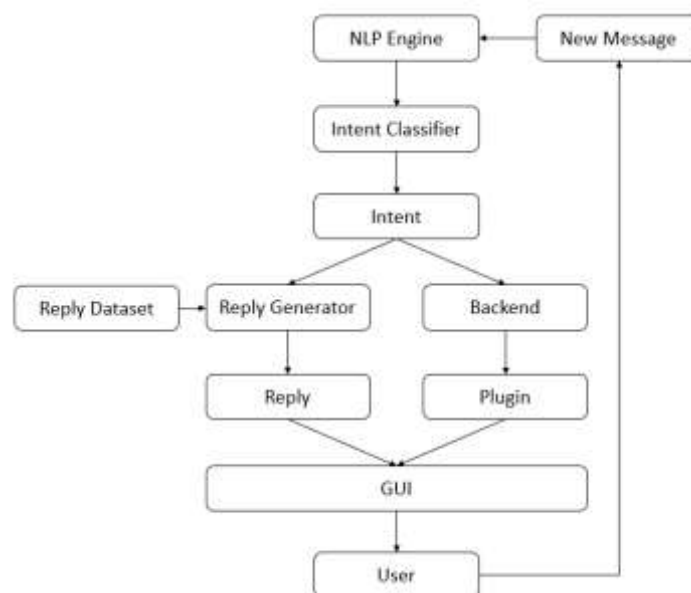 NLP Engine
New Message
Intent Classifier
Intent
Reply Dataset
Reply Generator
Backend
Reply
Plugin
GUI
User